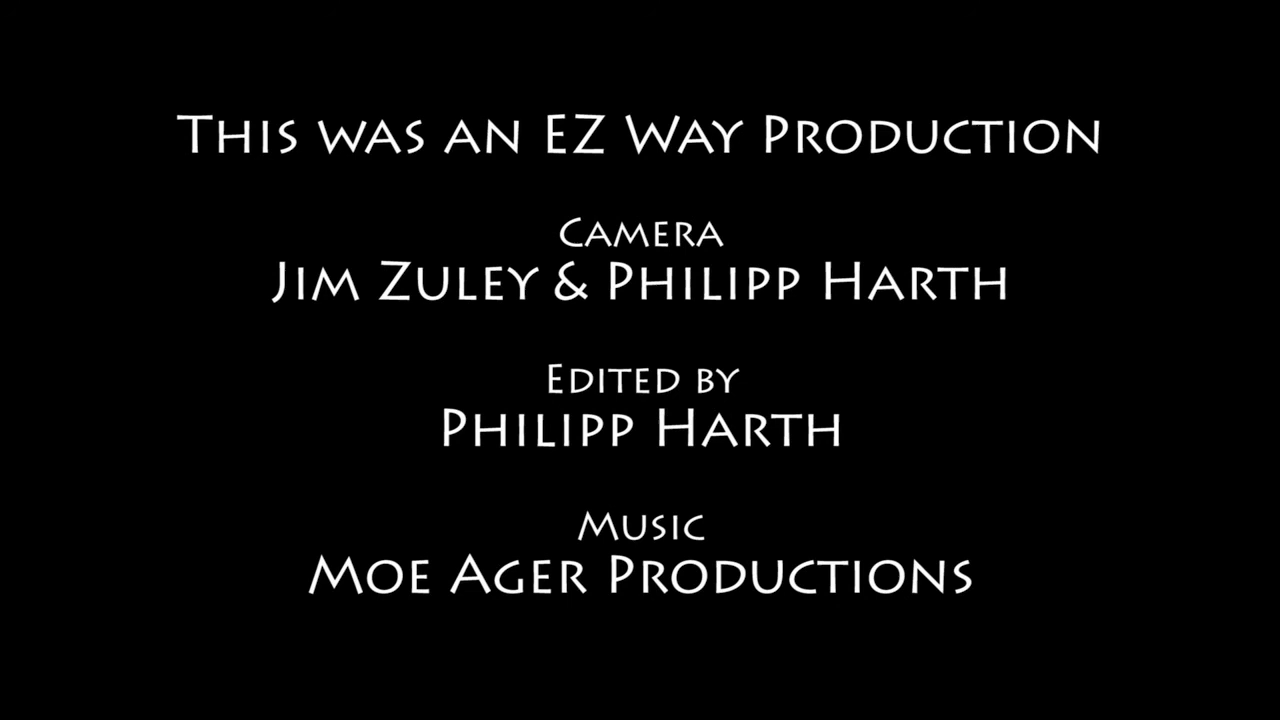 This was an EZ Way Production
Camera
Jim Zuley & Philipp Harth
Edited by
Philipp Harth
Music
Moe Ager Productions